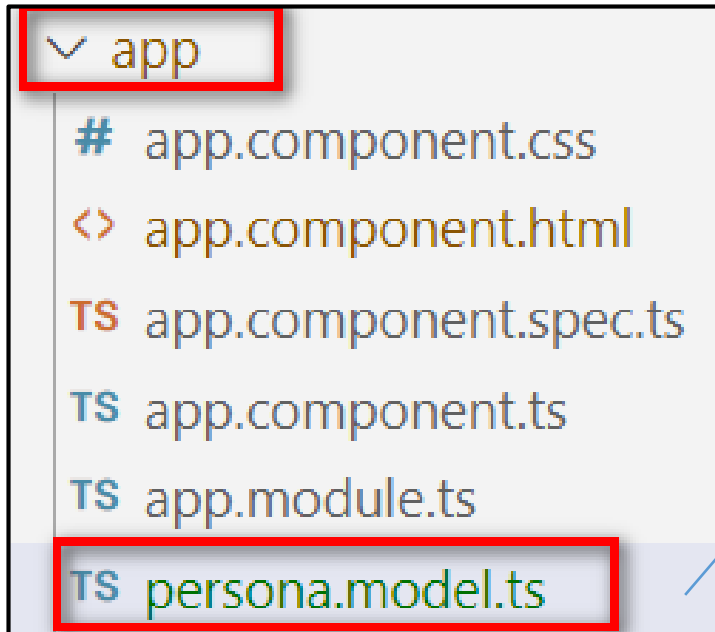 app
# app.component.css
<> app.component.html
TS app.component.spec.ts
TS app.component.ts
TS app.module.ts
TS persona.model.ts